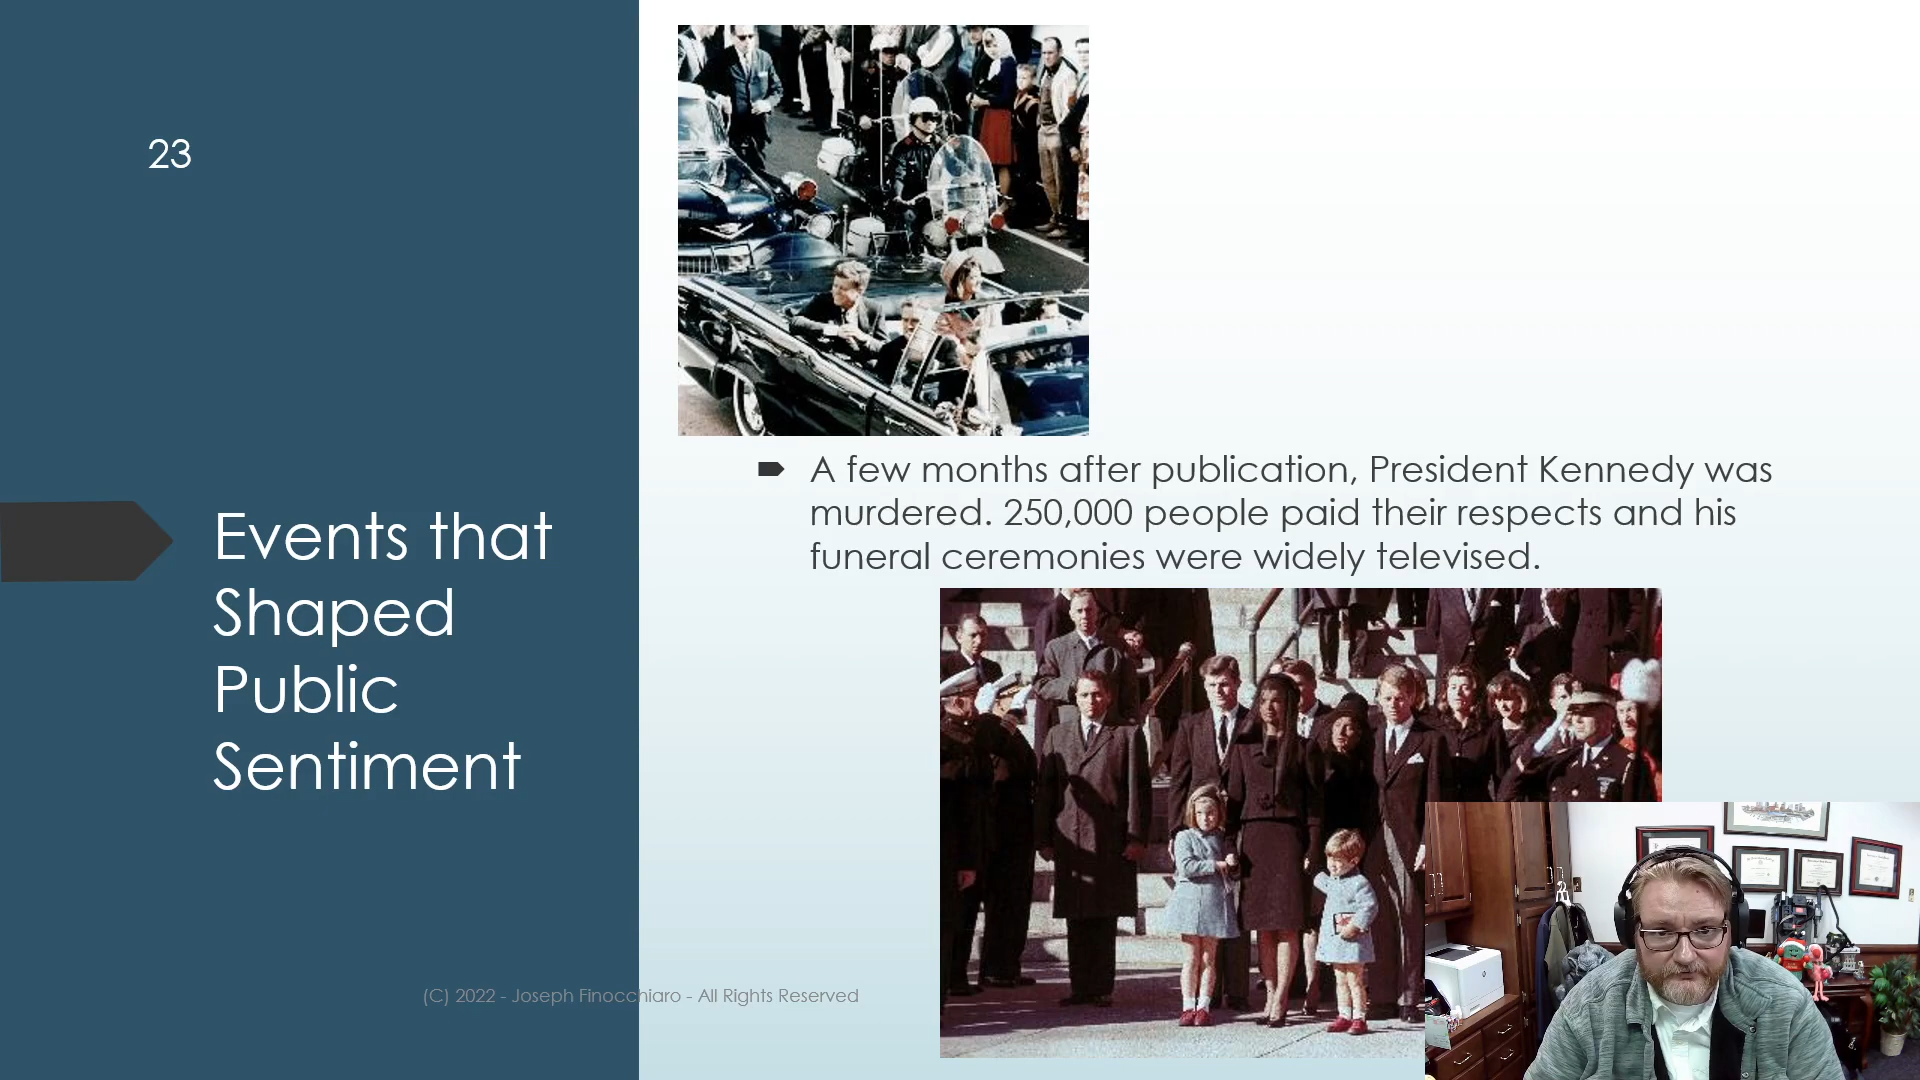 23
Events that
Shaped
Public
Sentiment
A few months after publication, President Kennedy was
murdered. 250,000 people paid their respects and his
funeral ceremonies were widely televised.
(C) 2022 - Joseph Finocchiaro - All Rights Reserved